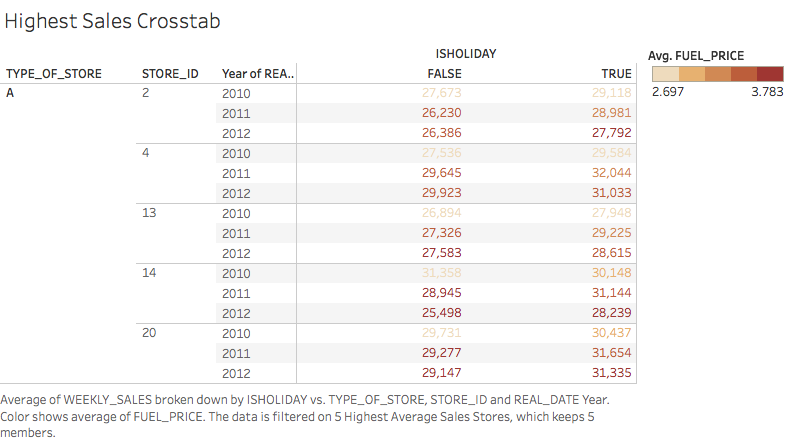 Highest Sales Crosstab
ISHOLIDAY
TYPE_OF_STORE STORE_ID Year of REA.. FALSE TRUE
A 2 2010 27,673 29,118
2011 26,230 28,981
2012 26,386 27,792
4 2010 27,536 29,584
2011 29,645 32,044
2012 29,923 31,033
13 2010 26,894 27,948
2011 27,326 29,225
2012 27,583 28,615
14 2010 31,358 30,148
2011 28,945 31,144
2012 25,498 28,239
20 2010 29,731 30,437
2011 29,277 31,654
2012 29,147 31,335
Avg. FUEL_PRICE
2.697 3.783
Average of WEEKLY_SALES broken down by ISHOLIDAY vs. TYPE_OF_STORE, STORE_ID and REAL_DATE Year.
Color shows average of FUEL_PRICE. The data is filtered on 5 Highest Average Sales Stores, which keeps 5
members.